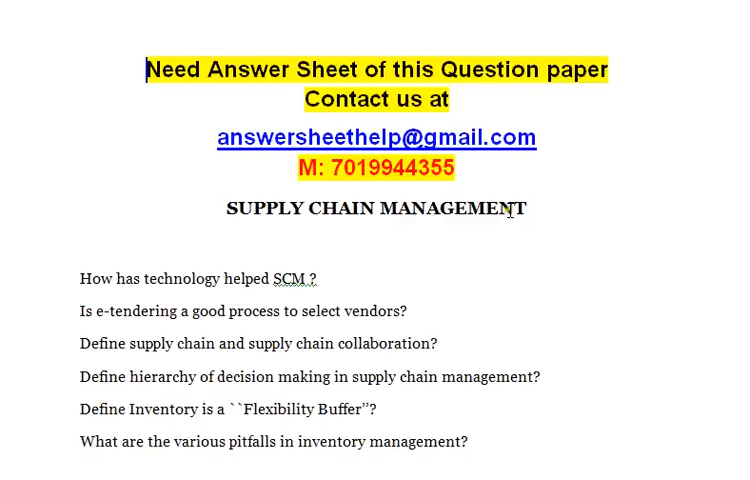 Need Answer Sheet of this Question paper
Contact us at
answersheethelp@gmail.com
M: 7019944355
SUPPLY CHAIN MANAGEMENT
How has technology helped SCM ?
Is e-tendering a good process to select vendors?
Define supply chain and supply chain collaboration?
Define hierarchy of decision making in supply chain management?
Define Inventory is a ``Flexibility Buffer”?
What are the various pitfalls in inventory management?